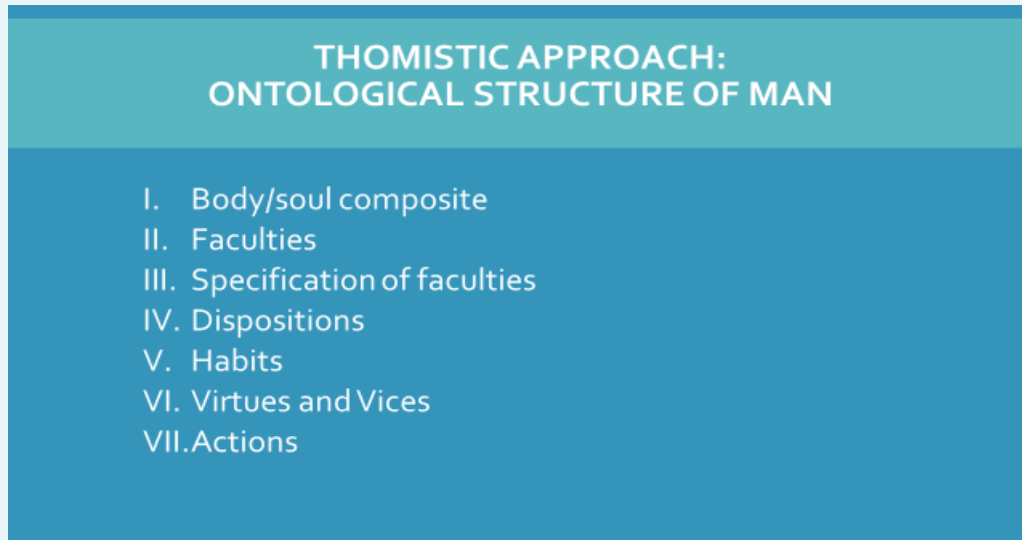 THOMISTIC APPROACH:
ONTOLOGICAL STRUCTURE OF MAN
I. Body/soul composite
II. Faculties
III. Specification of faculties
IV. Dispositions
V. Habits
VI. Virtues and Vices
VII. Actions